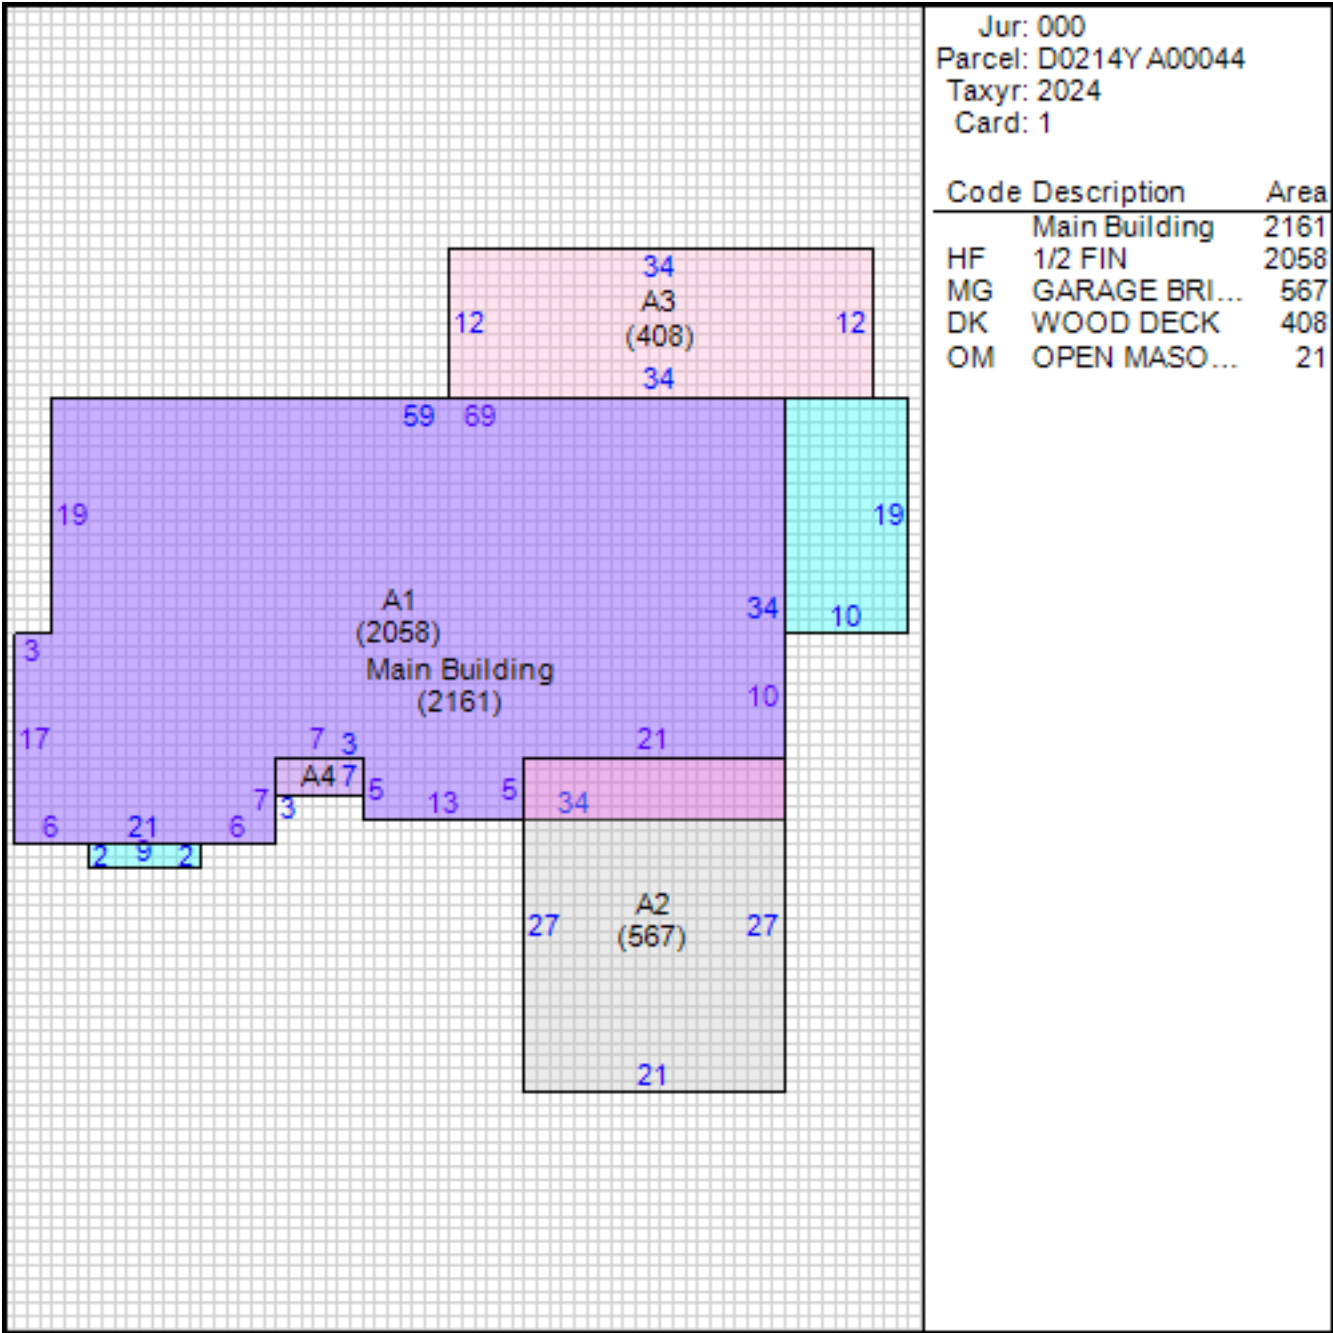 Jur: 000
Parcel: D0214Y A00044
Taxyr: 2024
Card: 1
Code Description Area
Main Building 2161
HF 1/2 FIN 2058
MG GARAGE BRI... 567
DK WOOD DECK 408
OM OPEN MASO... 21
34
A3
12 12
(408)
34
59 69
19 19
A1
34 10
(2058)
3
Main Building
(2161) 10
17 7 3 21
A4 7
5 5
7 3 13 34
6 21 6
2 9 2
A2
27 27
(567)
21